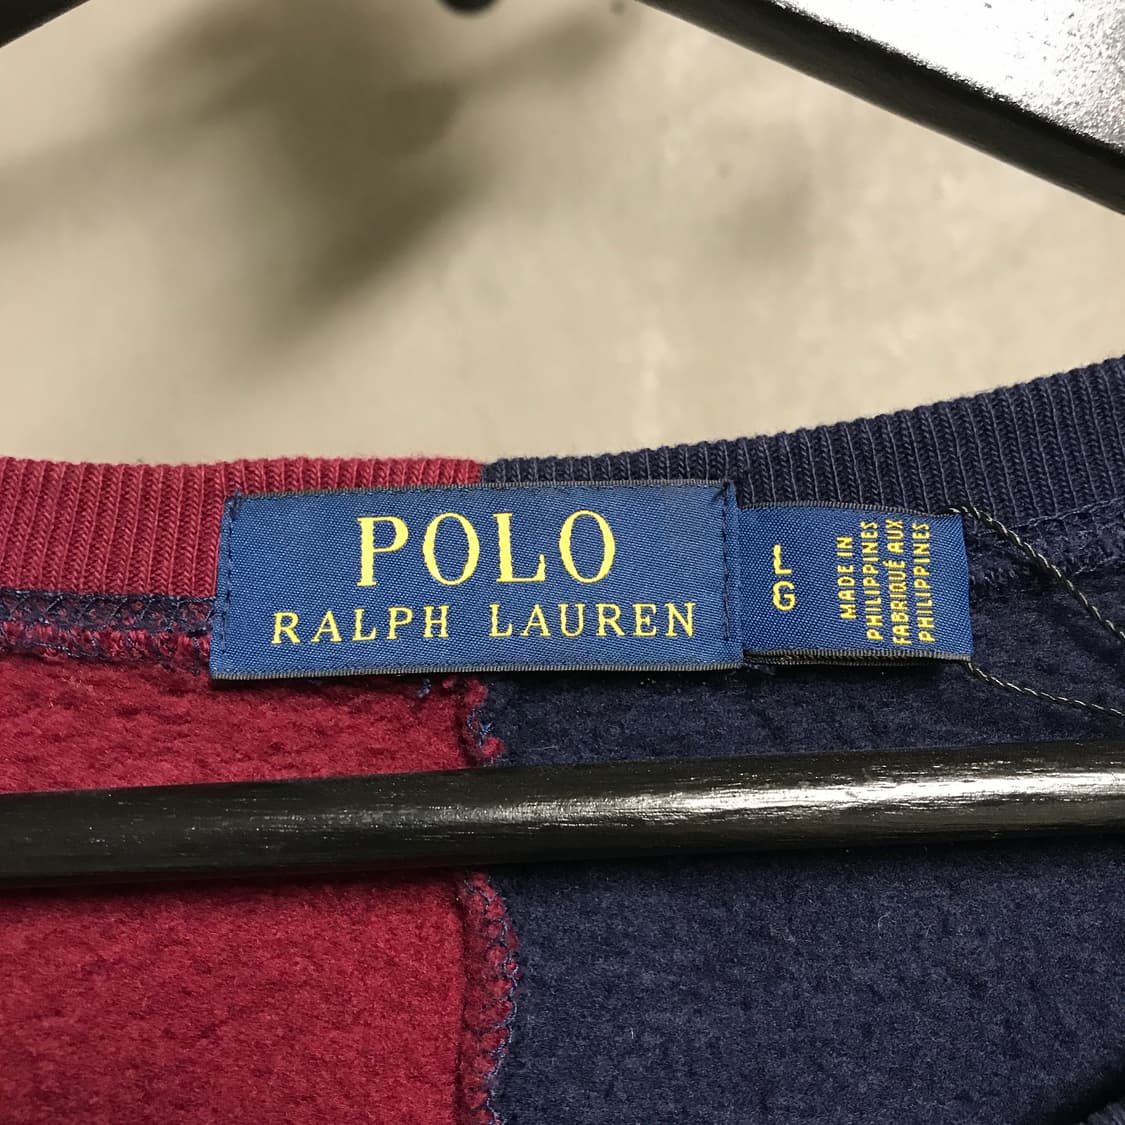 POLO
RALPH LAUREN
L
G
MADE IN
PHILIPPINES
FABRIQUÉ AUX
PHILIPPINES